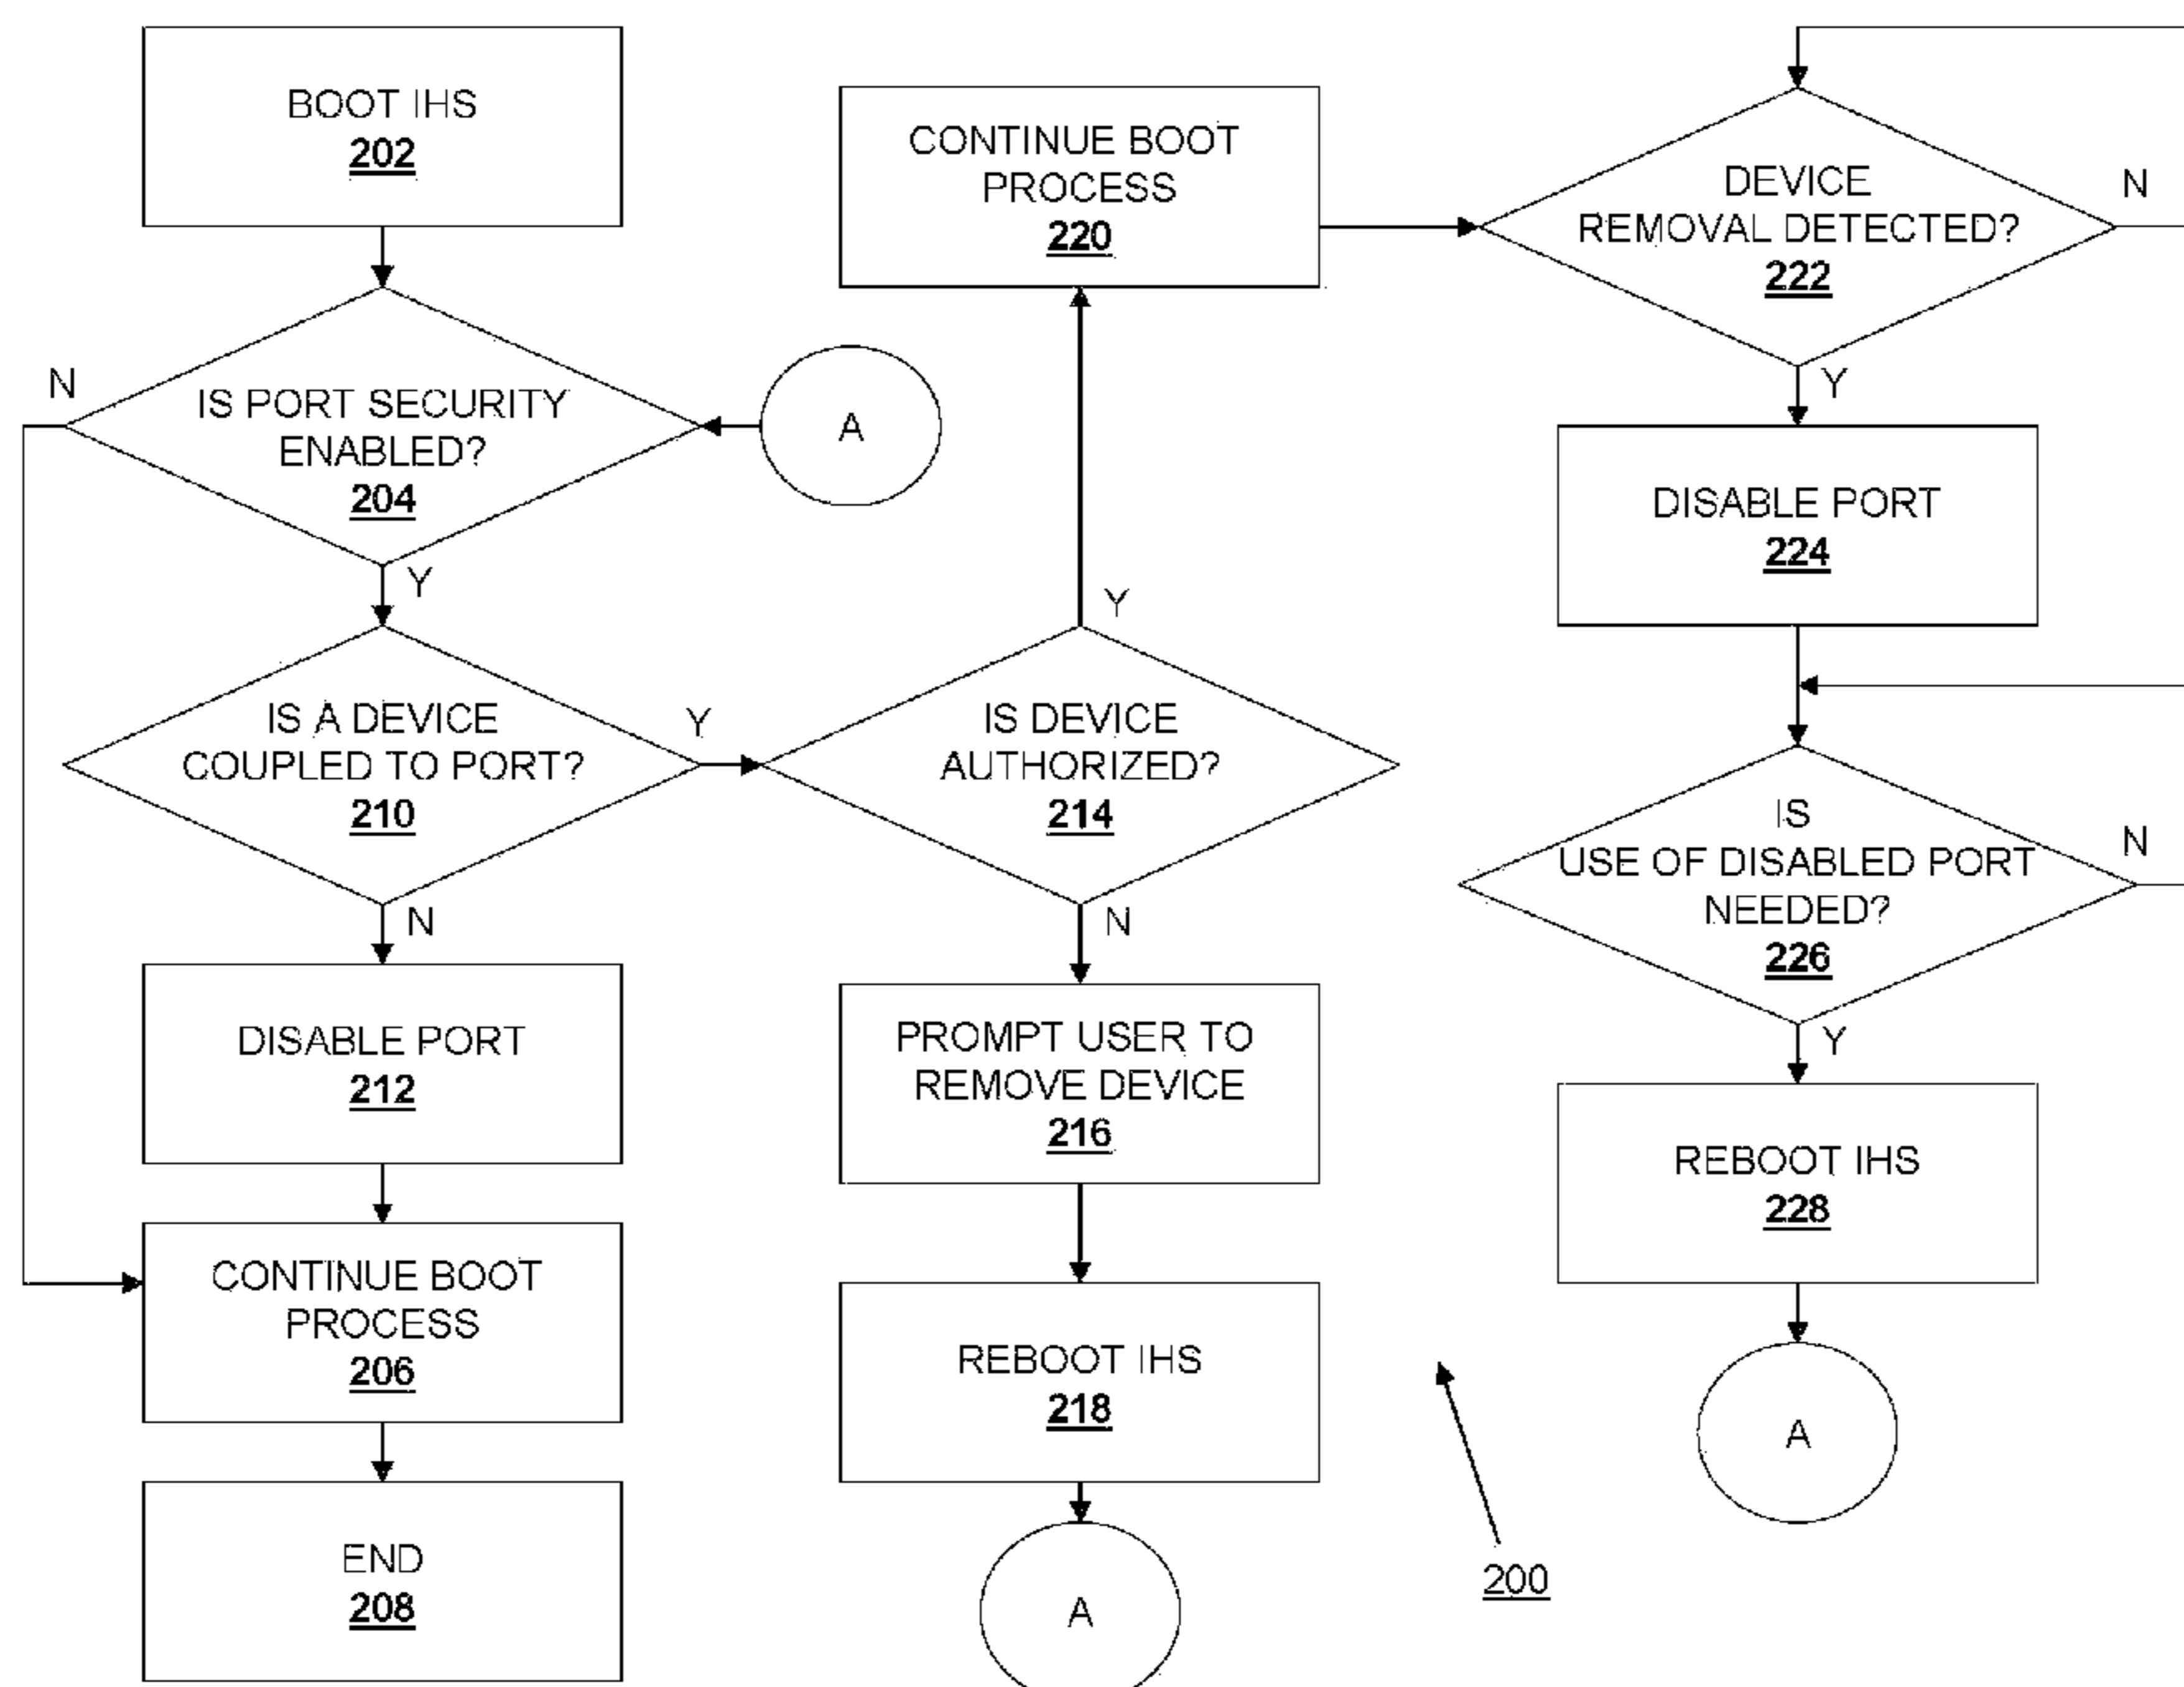 BOOT IHS
202
N
IS PORT SECURITY
ENABLED?
204
A
Y
IS A DEVICE
COUPLED TO PORT?
210
Y
N
DISABLE PORT
212
CONTINUE BOOT
PROCESS
206
END
208
CONTINUE BOOT
PROCESS
220
Y
IS DEVICE
AUTHORIZED?
214
N
PROMPT USER TO
REMOVE DEVICE
216
REBOOT IHS
218
A
DEVICE
REMOVAL DETECTED?
222
N
Y
DISABLE PORT
224
IS
USE OF DISABLED PORT
NEEDED?
226
N
Y
REBOOT IHS
228
A
200